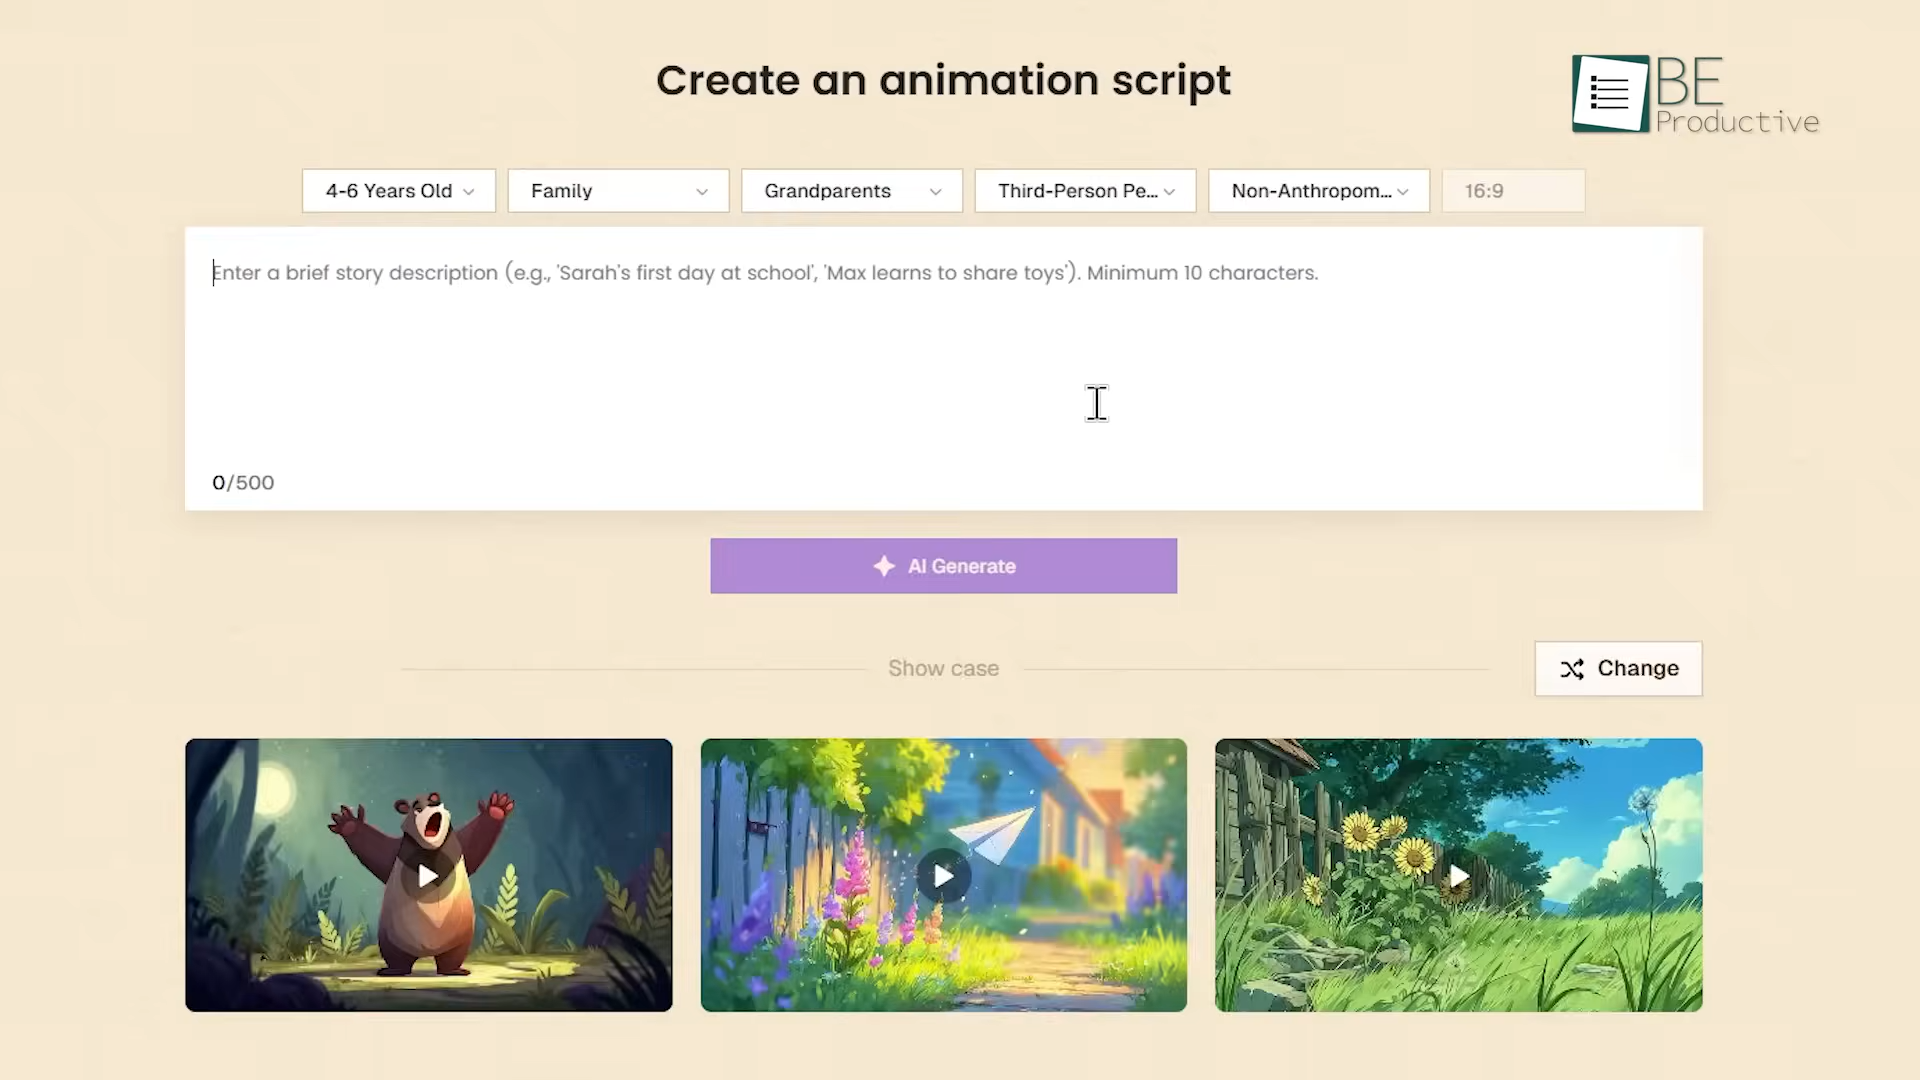 Create an animation script
BE
Productive
4-6 Years Old
Family
Grandparents
Third-Person Pe...
Non-Anthropom...
16:9
Enter a brief story description (e.g., 'Sarah's first day at school', 'Max learns to share toys'). Minimum 10 characters.
0/500
AI Generate
Show case
Change